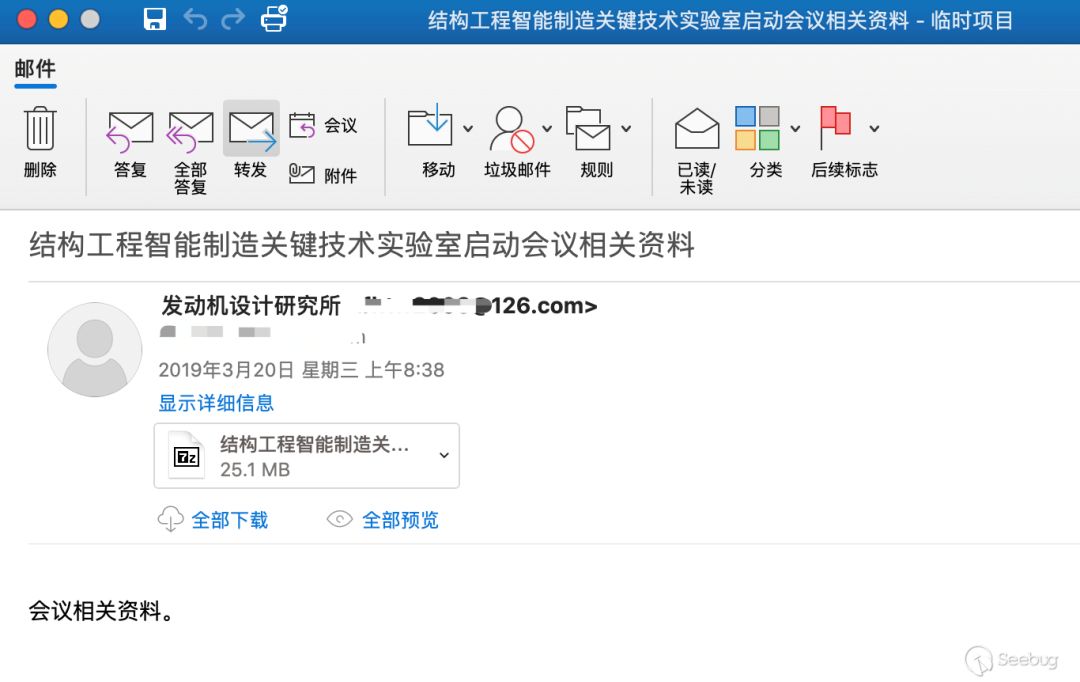 结构工程智能制造关键技术实验室启动会议相关资料 - 临时项目
邮件
删除
答复
全部
答复
转发
会议
附件
移动
垃圾邮件
规则
已读/
未读
分类
后续标志
结构工程智能制造关键技术实验室启动会议相关资料
发动机设计研究所 @126.com>
2019年3月20日 星期三 上午8:38
显示详细信息
7z
结构工程智能制造关...
25.1 MB
全部下载
全部预览
会议相关资料。
Seebug